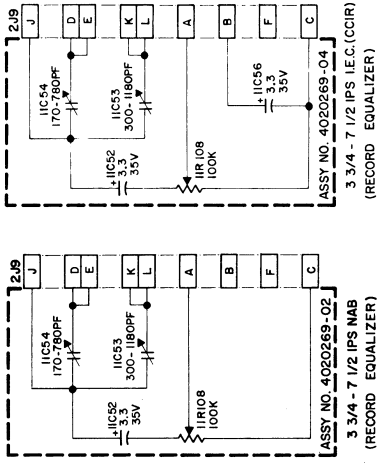 2J9
J
D
E
K
L
A
B
F
C
11C54
170-780PF
11C53
300-1180PF
+11C56
3.3
35V
+11C52
3.3
35V
11R108
100K
ASSY NO. 4020269-04
3 3/4 - 7 1/2 IPS I.E.C.(CCIR)
(RECORD EQUALIZER)
2J9
J
D
E
K
L
A
B
F
C
11C54
170-780PF
11C53
300-1180PF
+11C52
3.3
35V
11R108
100K
ASSY NO. 4020269-02
3 3/4 - 7 1/2 IPS NAB
(RECORD EQUALIZER)